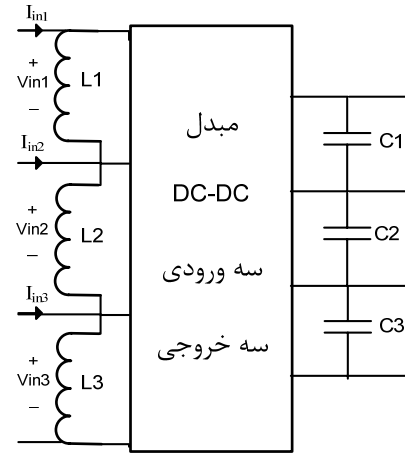 Iin1
+
Vin1
−
L1
Iin2
+
Vin2
−
L2
Iin3
+
Vin3
−
L3
مبدل
DC-DC
سه ورودی
سه خروجی
C1
C2
C3